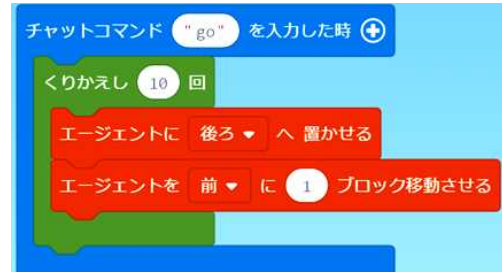 チャットコマンド "go" を入力した時
くりかえし 10 回
エージェントに 後ろ へ 置かせる
エージェントを 前 に 1 ブロック移動させる